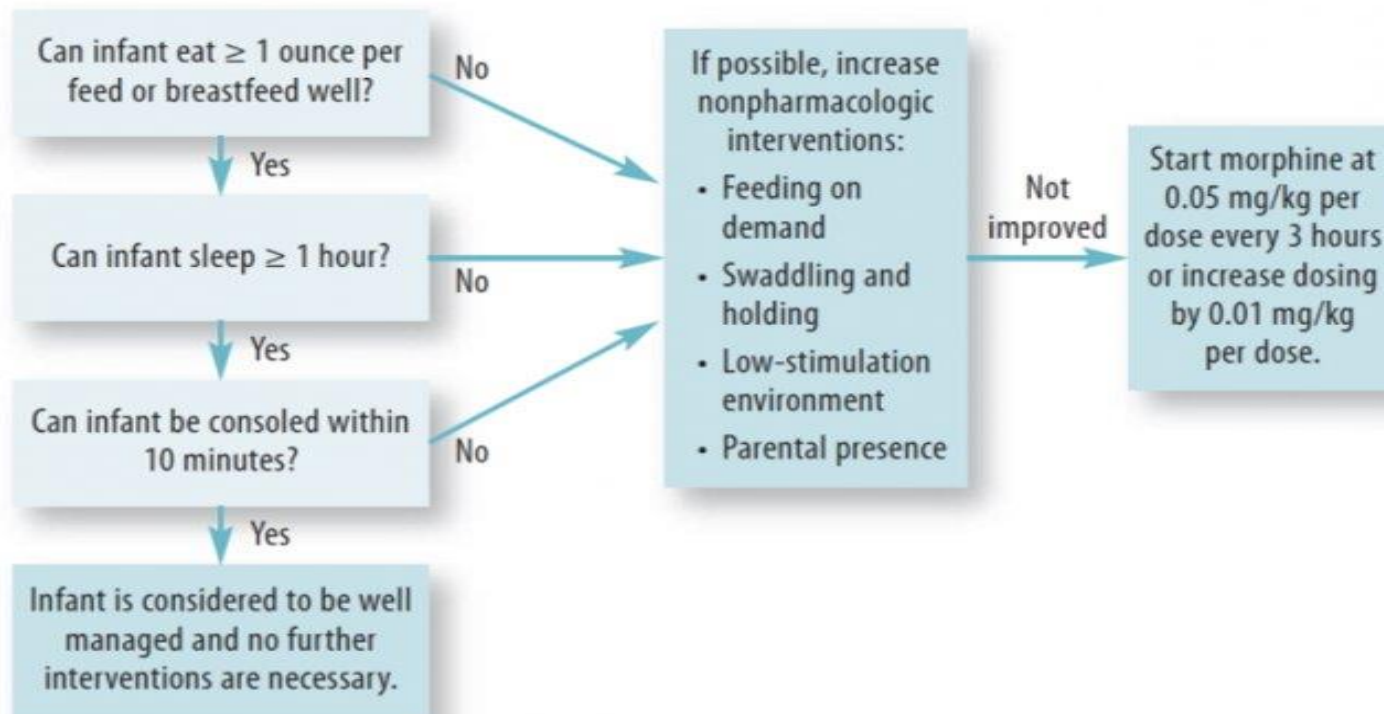 Can infant eat ≥ 1 ounce per
feed or breastfeed well?
No
Yes
Can infant sleep ≥ 1 hour?
No
Yes
Can infant be consoled within
10 minutes?
No
Yes
Infant is considered to be well
managed and no further
interventions are necessary.
If possible, increase
nonpharmacologic
interventions:
• Feeding on
demand
• Swaddling and
holding
• Low-stimulation
environment
• Parental presence
Not
improved
Start morphine at
0.05 mg/kg per
dose every 3 hours
or increase dosing
by 0.01 mg/kg
per dose.